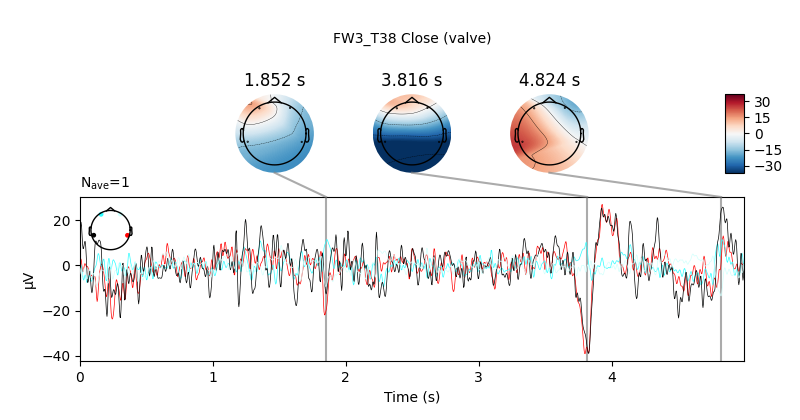 FW3_T38 Close (valve)
1.852 s 3.816 s 4.824 s
30
15
0
−15
−30
Nave=1
20
0
−20
−40
µV
0 1 2 3 4
Time (s)